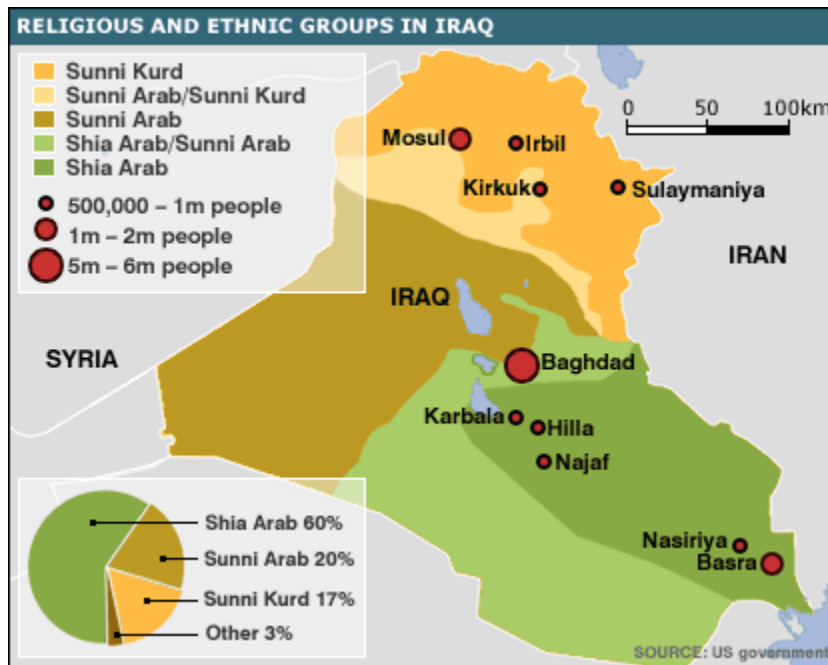 RELIGIOUS AND ETHNIC GROUPS IN IRAQ
Sunni Kurd
Sunni Arab/Sunni Kurd
Sunni Arab
Shia Arab/Sunni Arab
Shia Arab
500,000 – 1m people
1m – 2m people
5m – 6m people
0 50 100km
Mosul
Irbil
Kirkuk
Sulaymaniya
IRAN
IRAQ
SYRIA
Baghdad
Karbala
Hilla
Najaf
Nasiriya
Basra
Shia Arab 60%
Sunni Arab 20%
Sunni Kurd 17%
Other 3%
SOURCE: US government